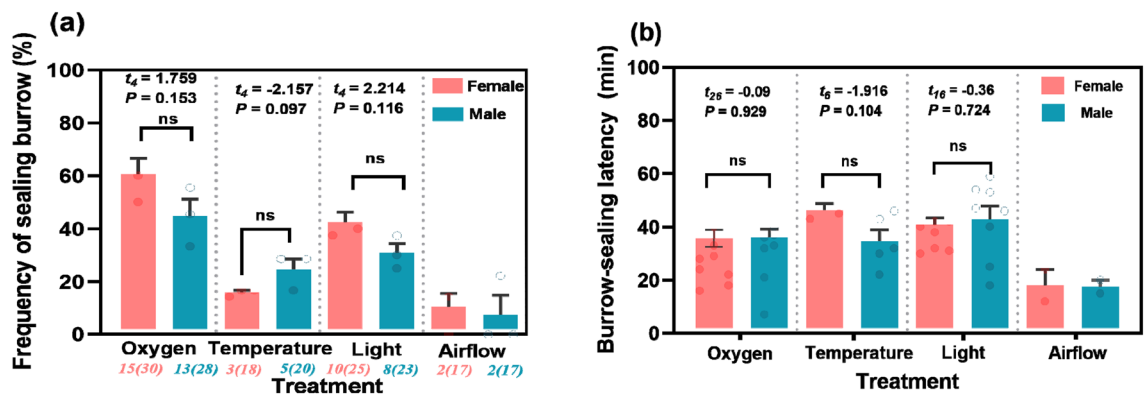 (a)
Frequency of sealing burrow (%)
100
80
60
40
20
0
t4 = 1.759
P = 0.153
ns
t4 = -2.157
P = 0.097
ns
t4 = 2.214
P = 0.116
ns
Female
Male
Oxygen Temperature Light Airflow
15(30) 13(28) 3(18) 5(20) 10(25) 8(23) 2(17) 2(17)
Treatment
(b)
Burrow-sealing latency (min)
100
80
60
40
20
0
t26 = -0.09
P = 0.929
ns
t6 = -1.916
P = 0.104
ns
t16 = -0.36
P = 0.724
ns
Female
Male
Oxygen Temperature Light Airflow
Treatment